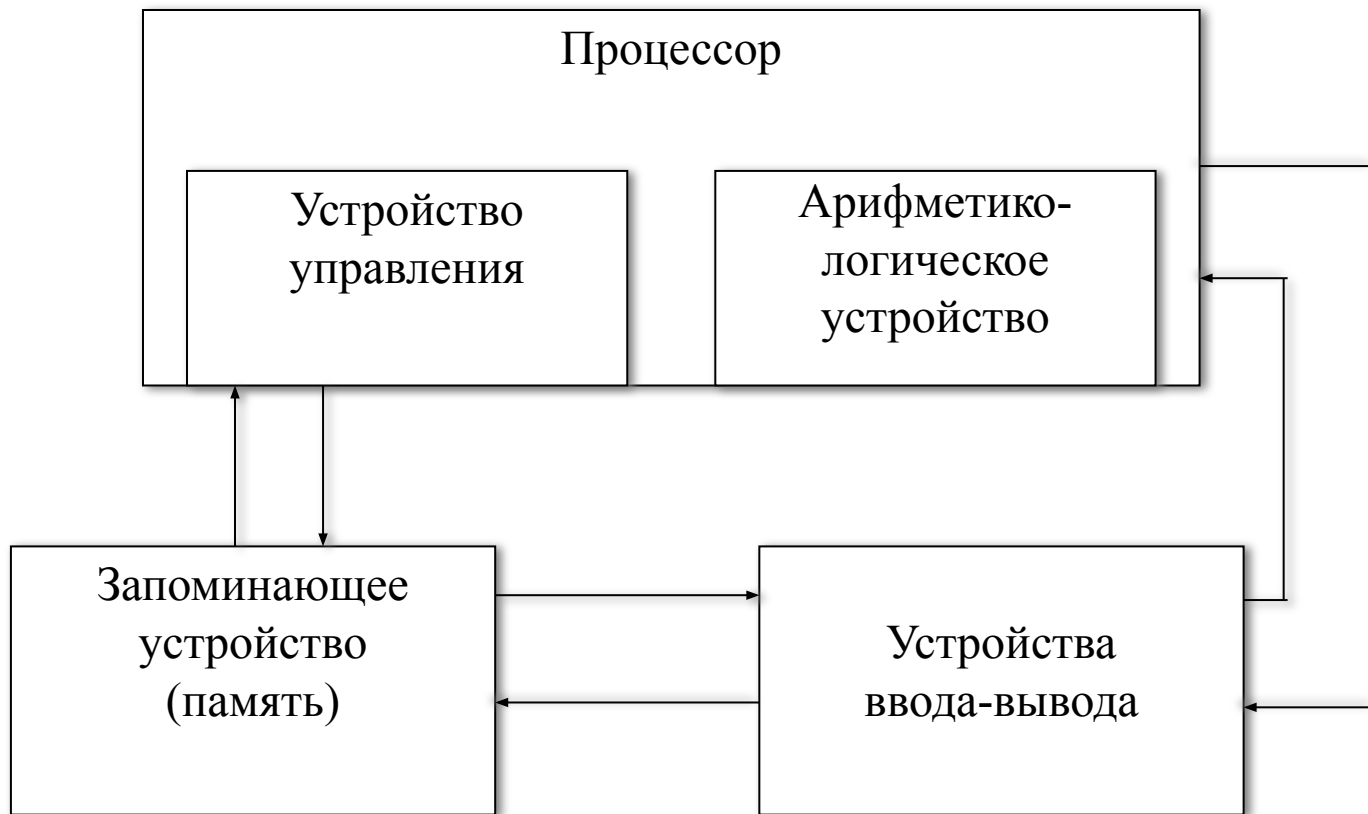 Процессор
Устройство
управления
Арифметико-
логическое
устройство
Запоминающее
устройство
(память)
Устройства
ввода-вывода